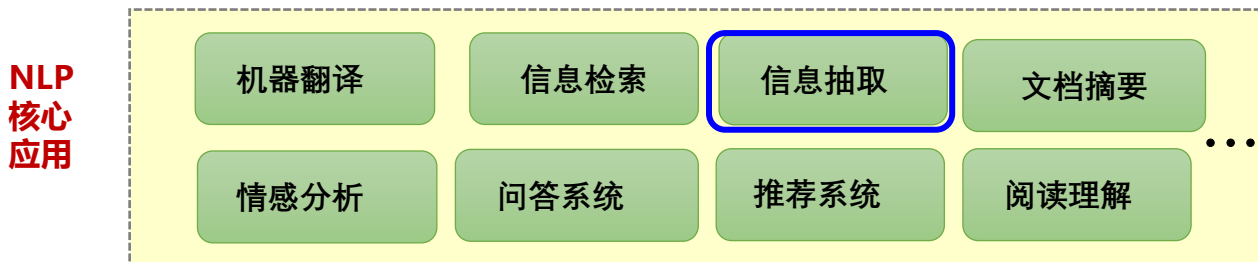 NLP
核心
应用
机器翻译 信息检索 信息抽取 文档摘要
...
情感分析 问答系统 推荐系统 阅读理解